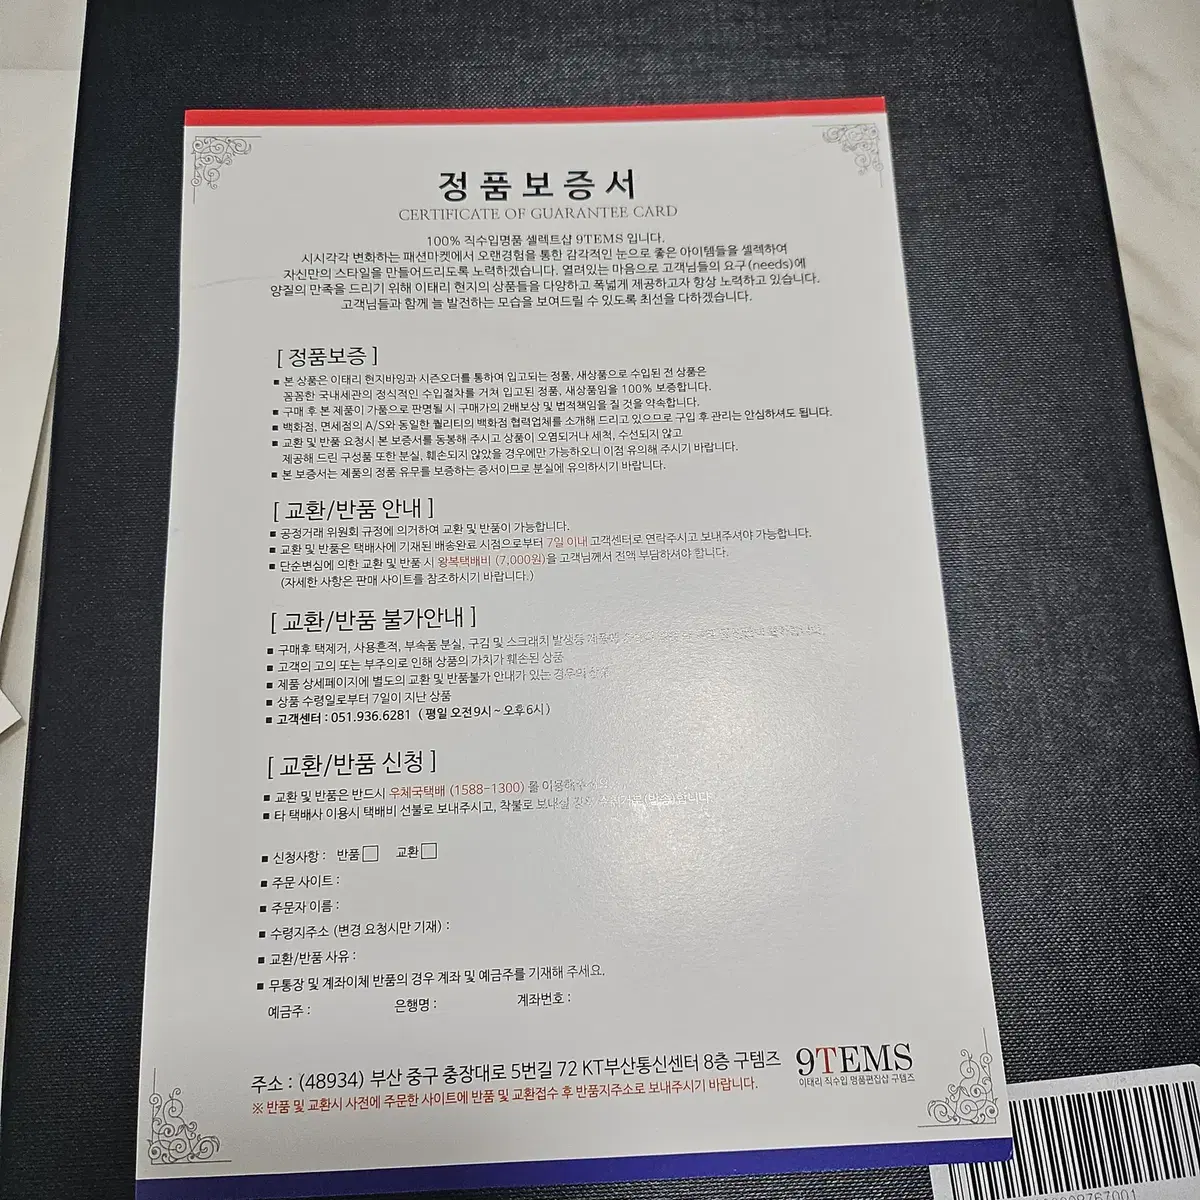 정품보증서
CERTIFICATE OF GUARANTEE CARD
100% 직수입명품 셀렉트샵 9TEMS 입니다.
시시각각 변화하는 패션마켓에서 오랜경험을 통한 감각적인 눈으로 좋은 아이템들을 셀렉하여
자신만의 스타일을 만들어드리도록 노력하겠습니다. 열려있는 마음으로 고객님들의 요구(needs)에
양질의 만족을 드리기 위해 이태리 현지의 상품들을 다양하고 폭넓게 제공하고자 항상 노력하고 있습니다.
고객님들과 함께 늘 발전하는 모습을 보여드릴 수 있도록 최선을 다하겠습니다.
[ 정품보증 ]
■ 본 상품은 이태리 현지바잉과 시즌오더를 통하여 입고되는 정품, 새상품으로 수입된 전 상품은
꼼꼼한 국내세관의 정식적인 수입절차를 거쳐 입고된 정품, 새상품임을 100% 보증합니다.
■ 구매 후 본 제품이 가품으로 판명될 시 구매가의 2배보상 및 법적책임을 질 것을 약속합니다.
■ 백화점, 면세점의 A/S와 동일한 퀄리티의 백화점 협력업체를 소개해 드리고 있으므로 구입 후 관리는 안심하셔도 됩니다.
■ 교환 및 반품 요청시 본 보증서를 동봉해 주시고 상품이 오염되거나 세척, 수선되지 않고
제공해 드린 구성품 또한 분실, 훼손되지 않았을 경우에만 가능하오니 이점 유의해 주시기 바랍니다.
■ 본 보증서는 제품의 정품 유무를 보증하는 증서이므로 분실에 유의하시기 바랍니다.
[ 교환/반품 안내 ]
■ 공정거래 위원회 규정에 의거하여 교환 및 반품이 가능합니다.
■ 교환 및 반품은 택배사에 기재된 배송완료 시점으로부터 7일 이내 고객센터로 연락주시고 보내주셔야 가능합니다.
■ 단순변심에 의한 교환 및 반품 시 왕복택배비 (7,000원)을 고객님께서 전액 부담하셔야 합니다.
(자세한 사항은 판매 사이트를 참조하시기 바랍니다.)
[ 교환/반품 불가안내 ]
■ 구매후 택제거, 사용흔적, 부속품 분실, 구김 및 스크래치 발생등
■ 고객의 고의 또는 부주의로 인해 상품의 가치가 훼손된 상품
■ 제품 상세페이지에 별도의 교환 및 반품불가 안내가 있는 경우의 상품
■ 상품 수령일로부터 7일이 지난 상품
■ 고객센터 : 051.936.6281 ( 평일 오전9시 ~ 오후6시 )
[ 교환/반품 신청 ]
■ 교환 및 반품은 반드시 우체국택배 (1588-1300) 를
■ 타 택배사 이용시 택배비 선불로 보내주시고, 착불로 보내실
■ 신청사항 : 반품□ 교환□
■ 주문 사이트 :
■ 주문자 이름 :
■ 수령지주소 (변경 요청시만 기재) :
■ 교환/반품 사유 :
■ 무통장 및 계좌이체 반품의 경우 계좌 및 예금주를 기재해 주세요.
예금주 : 은행명 : 계좌번호 :
주소 : (48934) 부산 중구 충장대로 5번길 72 KT부산통신센터 8층 구템즈
※ 반품 및 교환시 사전에 주문한 사이트에 반품 및 교환접수 후 반품지주소로 보내주시기 바랍니다.
9TEMS
이태리 직수입 명품편집샵 구템즈